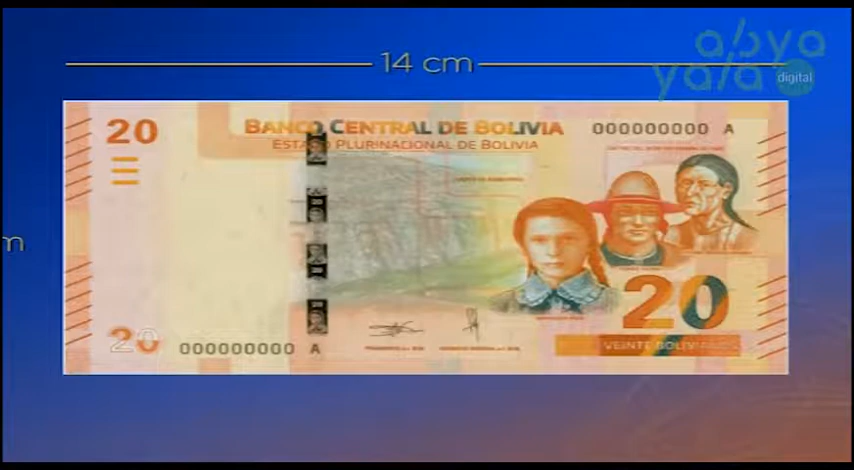 14 cm
abya
yala
digital
20
BANCO CENTRAL DE BOLIVIA
000000000 A
ESTADO PLURINACIONAL DE BOLIVIA
m
20
20
000000000 A
VEINTE BOLIVIANOS